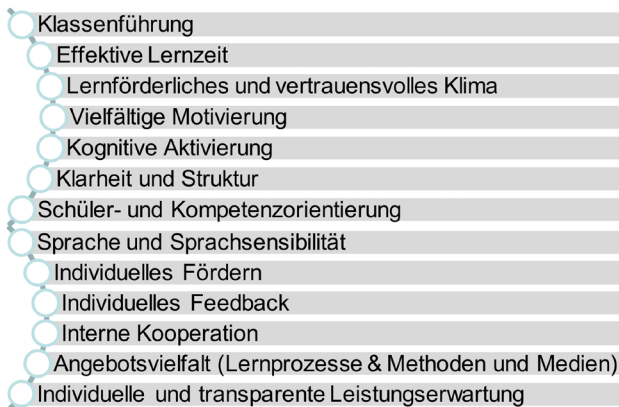 Klassenführung
Effektive Lernzeit
Lernförderliches und vertrauensvolles Klima
Vielfältige Motivierung
Kognitive Aktivierung
Klarheit und Struktur
Schüler- und Kompetenzorientierung
Sprache und Sprachsensibilität
Individuelles Fördern
Individuelles Feedback
Interne Kooperation
Angebotsvielfalt (Lernprozesse & Methoden und Medien)
Individuelle und transparente Leistungserwartung